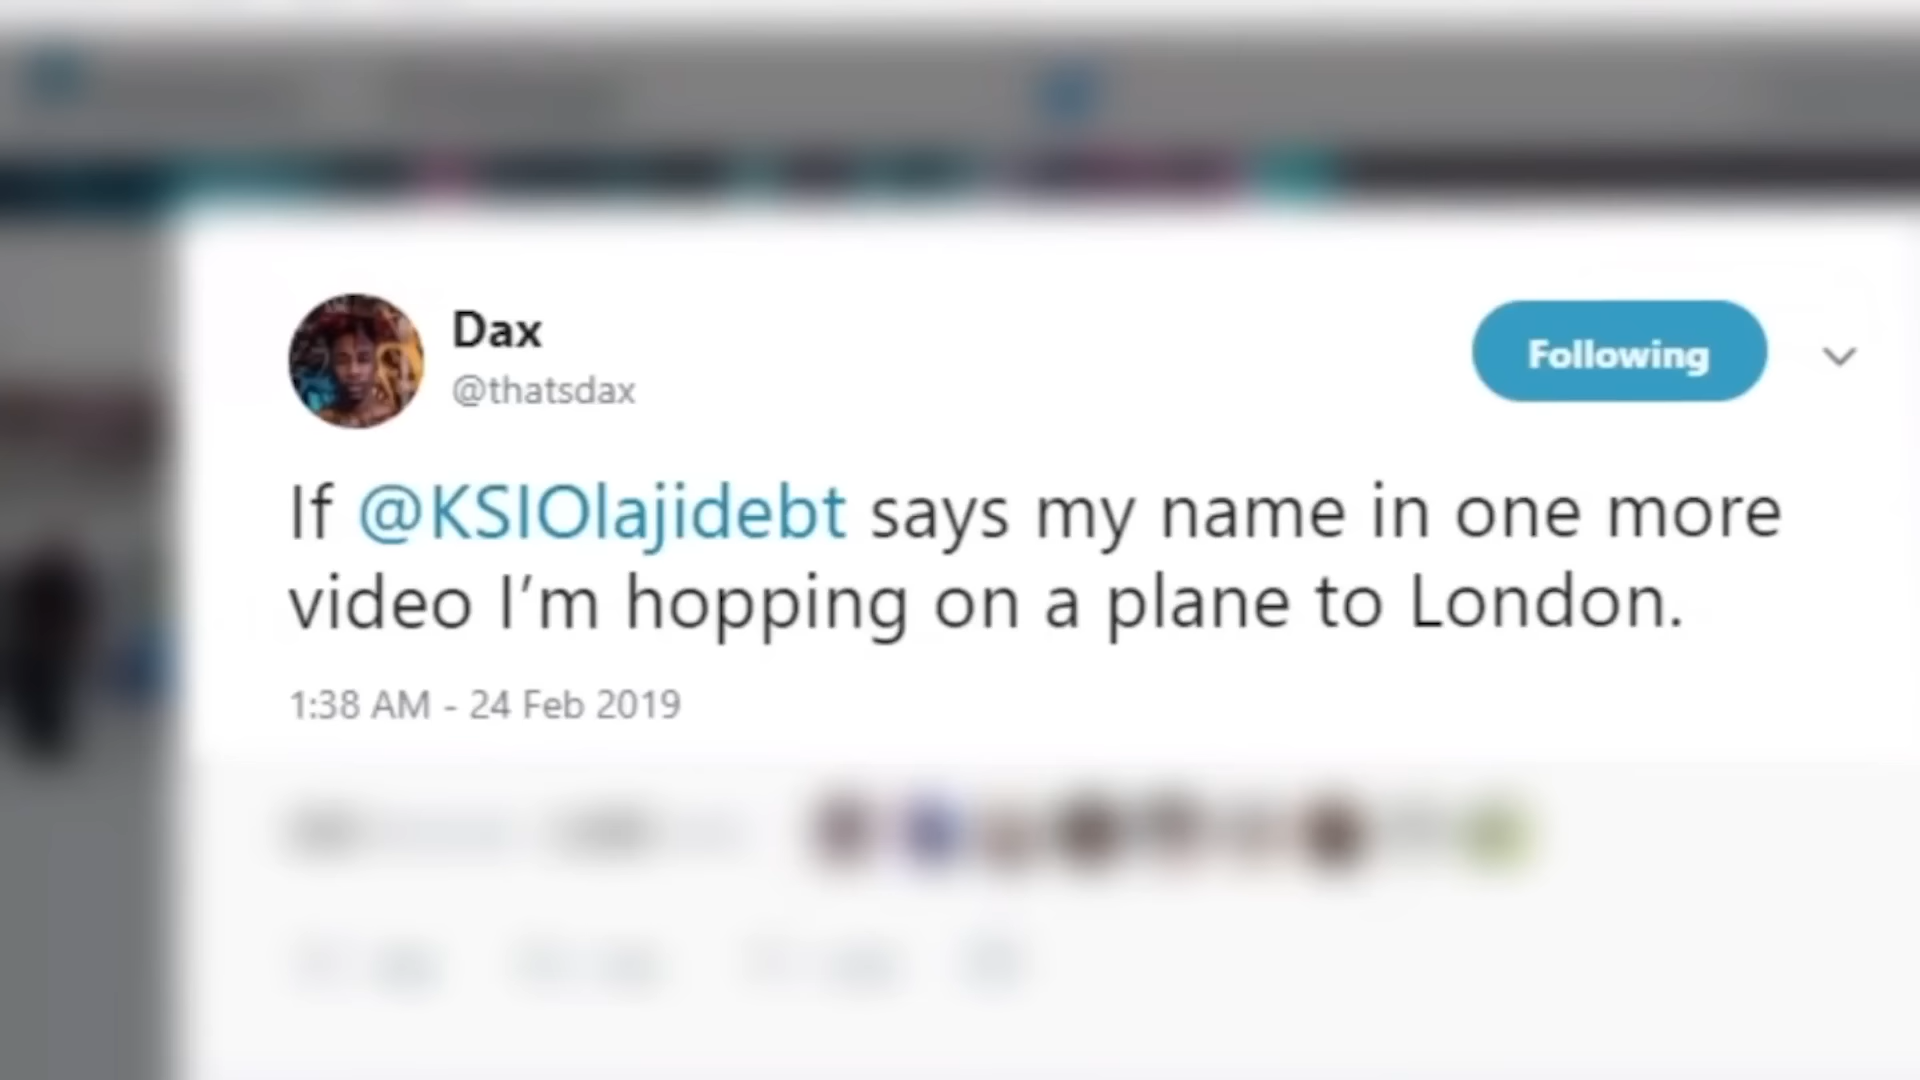 Dax
@thatsdax
Following
If @KSIOlajidebt says my name in one more
video I'm hopping on a plane to London.
1:38 AM - 24 Feb 2019